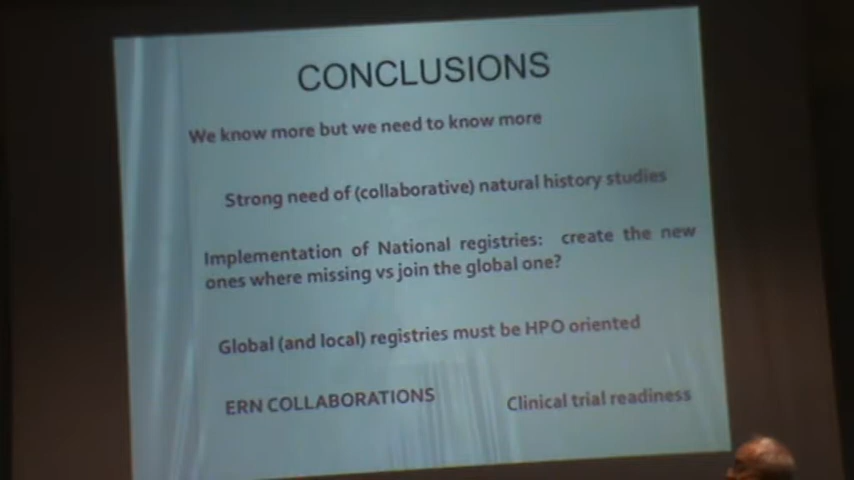 CONCLUSIONS
We know more but we need to know more
Strong need of (collaborative) natural history studies
Implementation of National registries: create the new
ones where missing vs join the global one?
Global (and local) registries must be HPO oriented
ERN COLLABORATIONS
Clinical trial readiness